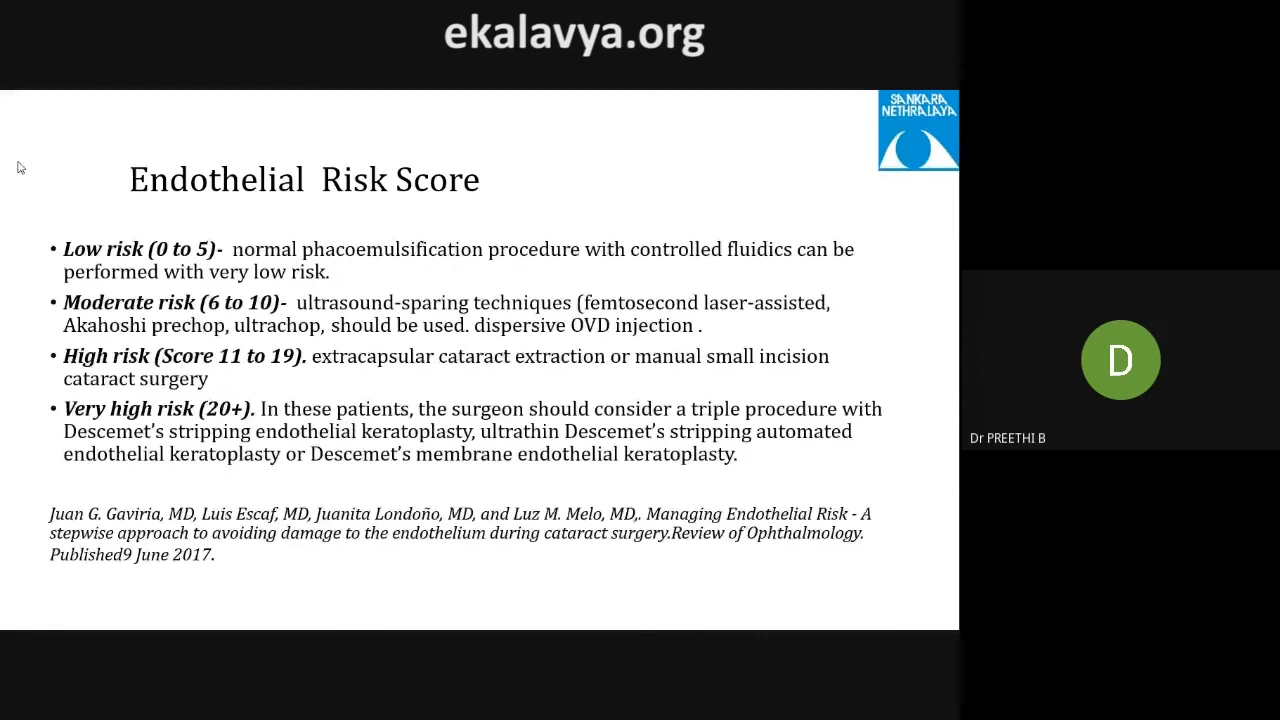 ekalavya.org
SANKARA
NETHRALAYA
Endothelial Risk Score
• Low risk (0 to 5)- normal phacoemulsification procedure with controlled fluidics can be
performed with very low risk.
• Moderate risk (6 to 10)- ultrasound-sparing techniques (femtosecond laser-assisted,
Akahoshi prechop, ultrachop, should be used. dispersive OVD injection .
• High risk (Score 11 to 19). extracapsular cataract extraction or manual small incision
cataract surgery
• Very high risk (20+). In these patients, the surgeon should consider a triple procedure with
Descemet’s stripping endothelial keratoplasty, ultrathin Descemet’s stripping automated
endothelial keratoplasty or Descemet’s membrane endothelial keratoplasty.
Juan G. Gaviria, MD, Luis Escaf, MD, Juanita Londoño, MD, and Luz M. Melo, MD,. Managing Endothelial Risk - A
stepwise approach to avoiding damage to the endothelium during cataract surgery.Review of Ophthalmology.
Published9 June 2017.
D
Dr PREETHI B